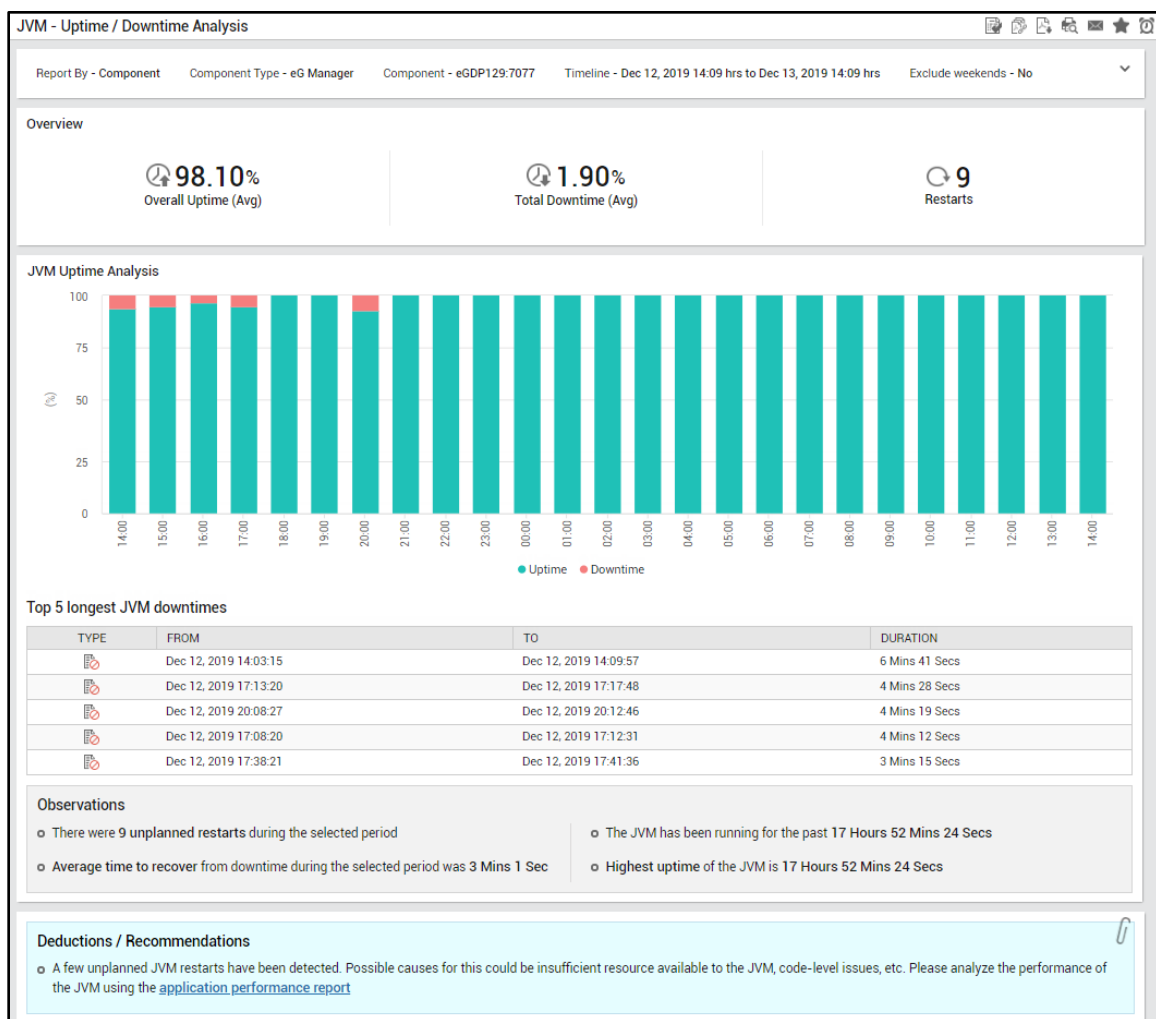 JVM - Uptime / Downtime Analysis
Report By - Component Component Type - eG Manager Component - eGDP129:7077 Timeline - Dec 12, 2019 14:09 hrs to Dec 13, 2019 14:09 hrs Exclude weekends - No
Overview
98.10% 1.90% 9
Overall Uptime (Avg) Total Downtime (Avg) Restarts
JVM Uptime Analysis
100
75
50
25
0
(%)
14:00 15:00 16:00 17:00 18:00 19:00 20:00 21:00 22:00 23:00 00:00 01:00 02:00 03:00 04:00 05:00 06:00 07:00 08:00 09:00 10:00 11:00 12:00 13:00 14:00
Uptime Downtime
Top 5 longest JVM downtimes
TYPE FROM TO DURATION
Dec 12, 2019 14:03:15 Dec 12, 2019 14:09:57 6 Mins 41 Secs
Dec 12, 2019 17:13:20 Dec 12, 2019 17:17:48 4 Mins 28 Secs
Dec 12, 2019 20:08:27 Dec 12, 2019 20:12:46 4 Mins 19 Secs
Dec 12, 2019 17:08:20 Dec 12, 2019 17:12:31 4 Mins 12 Secs
Dec 12, 2019 17:38:21 Dec 12, 2019 17:41:36 3 Mins 15 Secs
Observations
There were 9 unplanned restarts during the selected period
Average time to recover from downtime during the selected period was 3 Mins 1 Sec
The JVM has been running for the past 17 Hours 52 Mins 24 Secs
Highest uptime of the JVM is 17 Hours 52 Mins 24 Secs
Deductions / Recommendations
A few unplanned JVM restarts have been detected. Possible causes for this could be insufficient resource available to the JVM, code-level issues, etc. Please analyze the performance of
the JVM using the application performance report